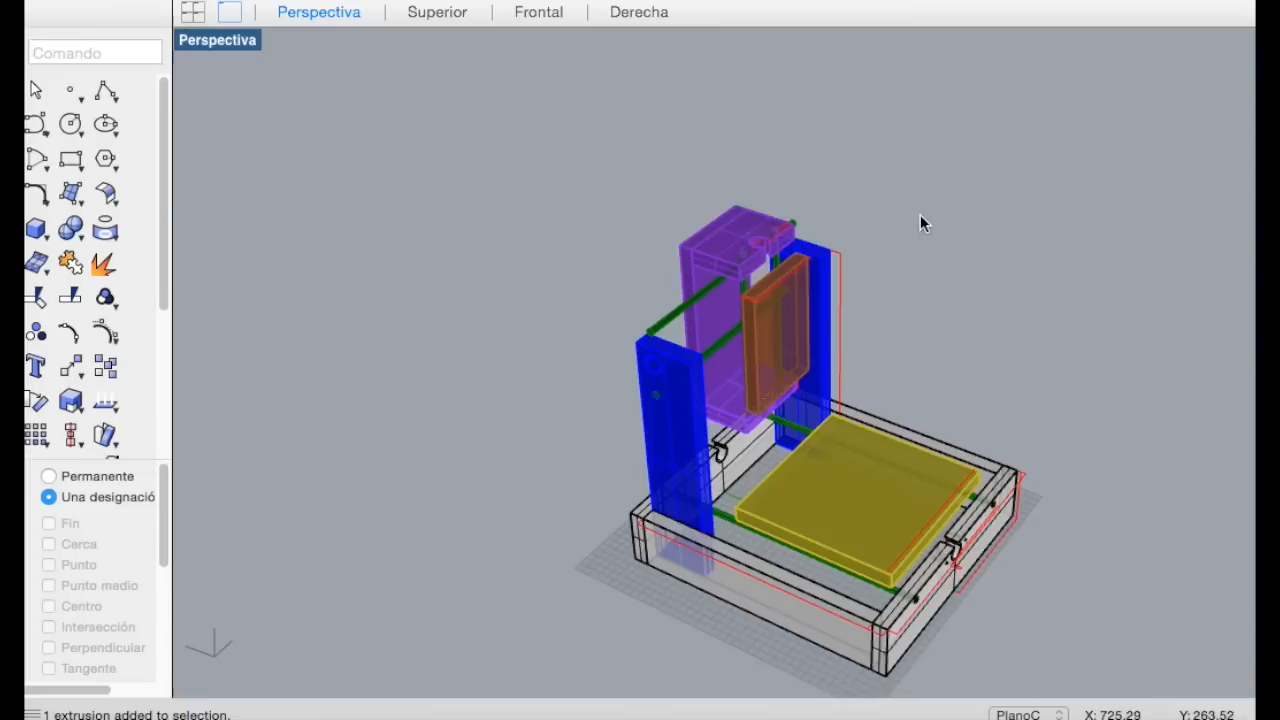 Perspectiva | Superior | Frontal | Derecha
Perspectiva
Comando
Permanente
Una designació
Fin
Cerca
Punto
Punto medio
Centro
Intersección
Perpendicular
Tangente
1 extrusion added to selection.
PlanoC X: 725.29 Y: 263.52